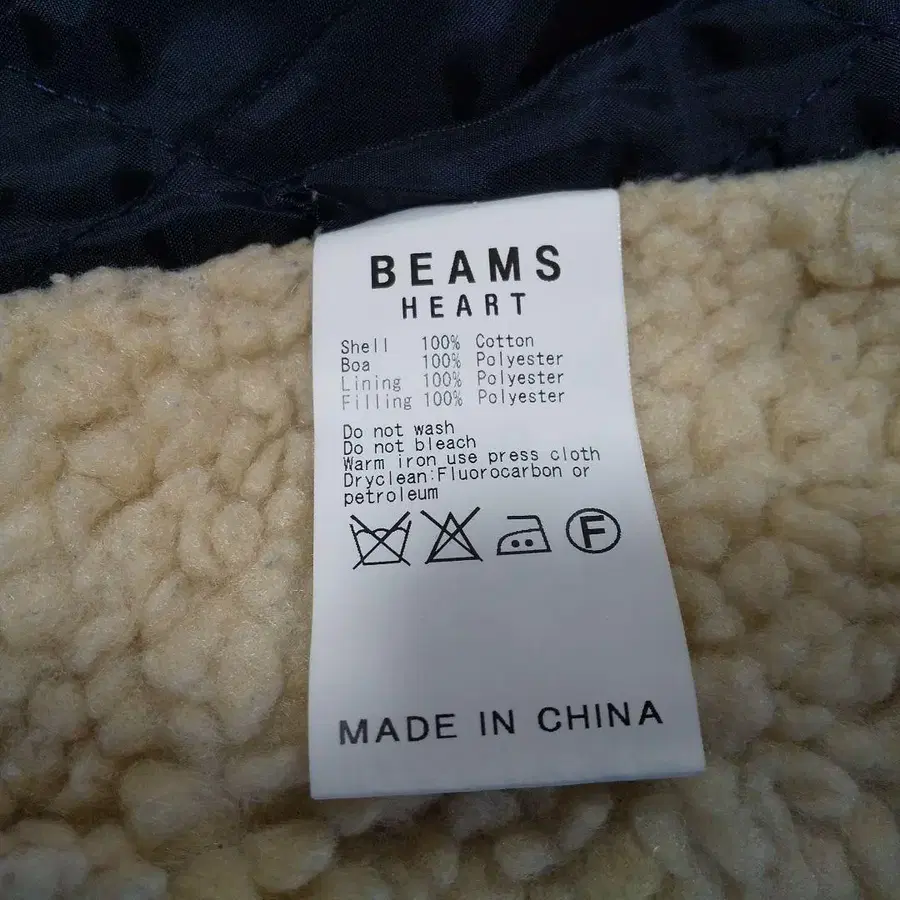 BEAMS
HEART
Shell 100% Cotton
Boa 100% Polyester
Lining 100% Polyester
Filling 100% Polyester
Do not wash
Do not bleach
Warm iron use press cloth
Dryclean:Fluorocarbon or
petroleum
F
MADE IN CHINA